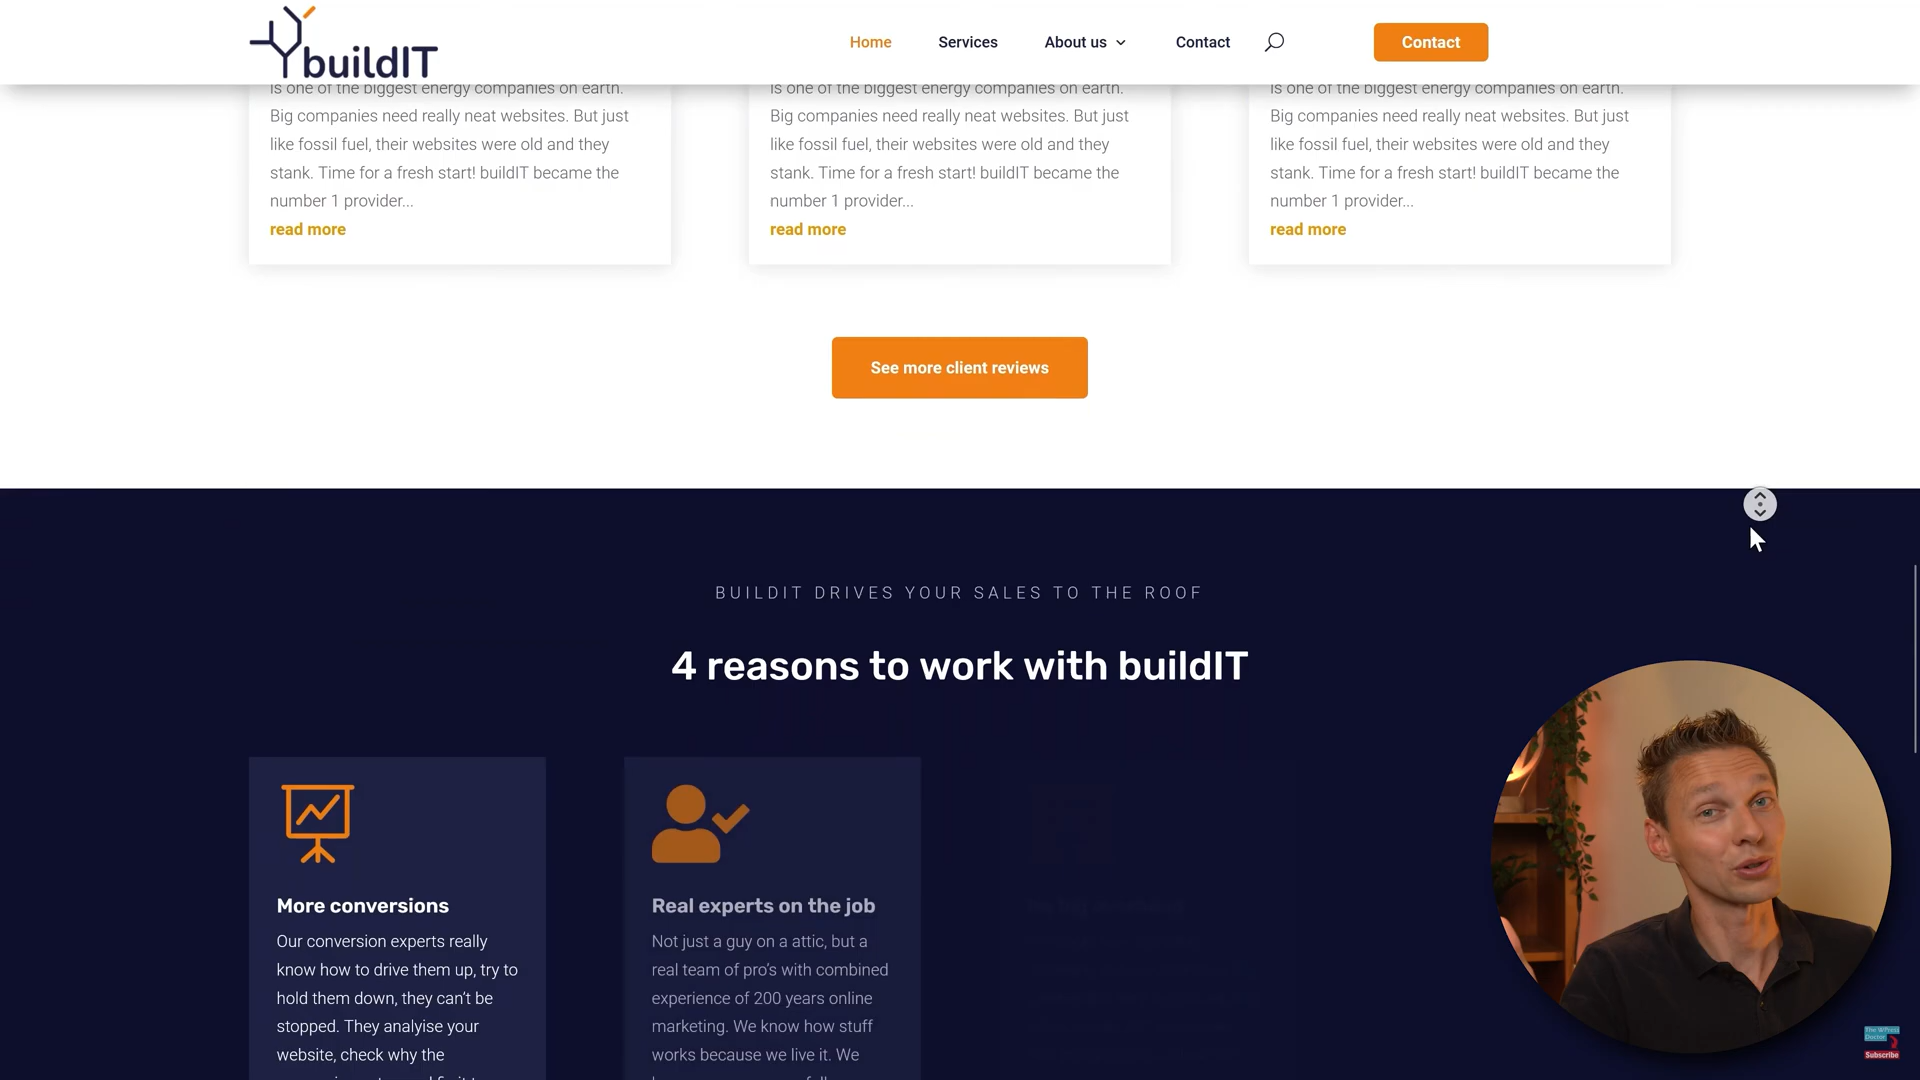 buildIT
Home Services About us Contact Contact
is one of the biggest energy companies on earth.
Big companies need really neat websites. But just
like fossil fuel, their websites were old and they
stank. Time for a fresh start! buildIT became the
number 1 provider...
read more
is one of the biggest energy companies on earth.
Big companies need really neat websites. But just
like fossil fuel, their websites were old and they
stank. Time for a fresh start! buildIT became the
number 1 provider...
read more
is one of the biggest energy companies on earth.
Big companies need really neat websites. But just
like fossil fuel, their websites were old and they
stank. Time for a fresh start! buildIT became the
number 1 provider...
read more
See more client reviews
BUILDIT DRIVES YOUR SALES TO THE ROOF
4 reasons to work with buildIT
More conversions
Our conversion experts really
know how to drive them up, try to
hold them down, they can't be
stopped. They analyise your
website, check why the
Real experts on the job
Not just a guy on a attic, but a
real team of pro's with combined
experience of 200 years online
marketing. We know how stuff
works because we live it. We
The WPress
Doctor
Subscribe